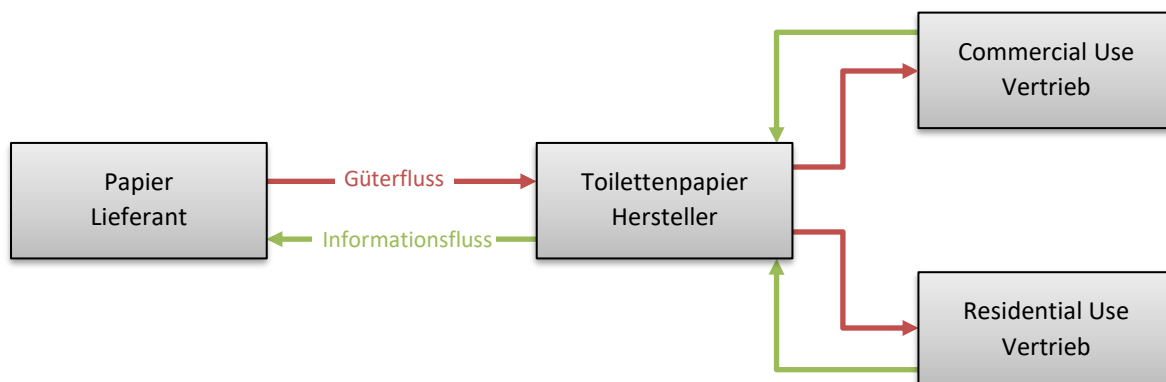 Commercial Use
Vertrieb
Papier
Lieferant
Güterfluss
Informationsfluss
Toilettenpapier
Hersteller
Residential Use
Vertrieb